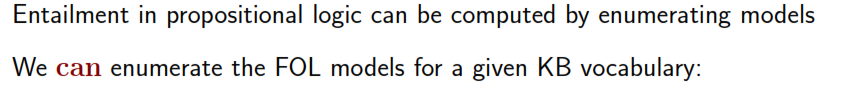 Entailment in propositional logic can be computed by enumerating models
We can enumerate the FOL models for a given KB vocabulary: